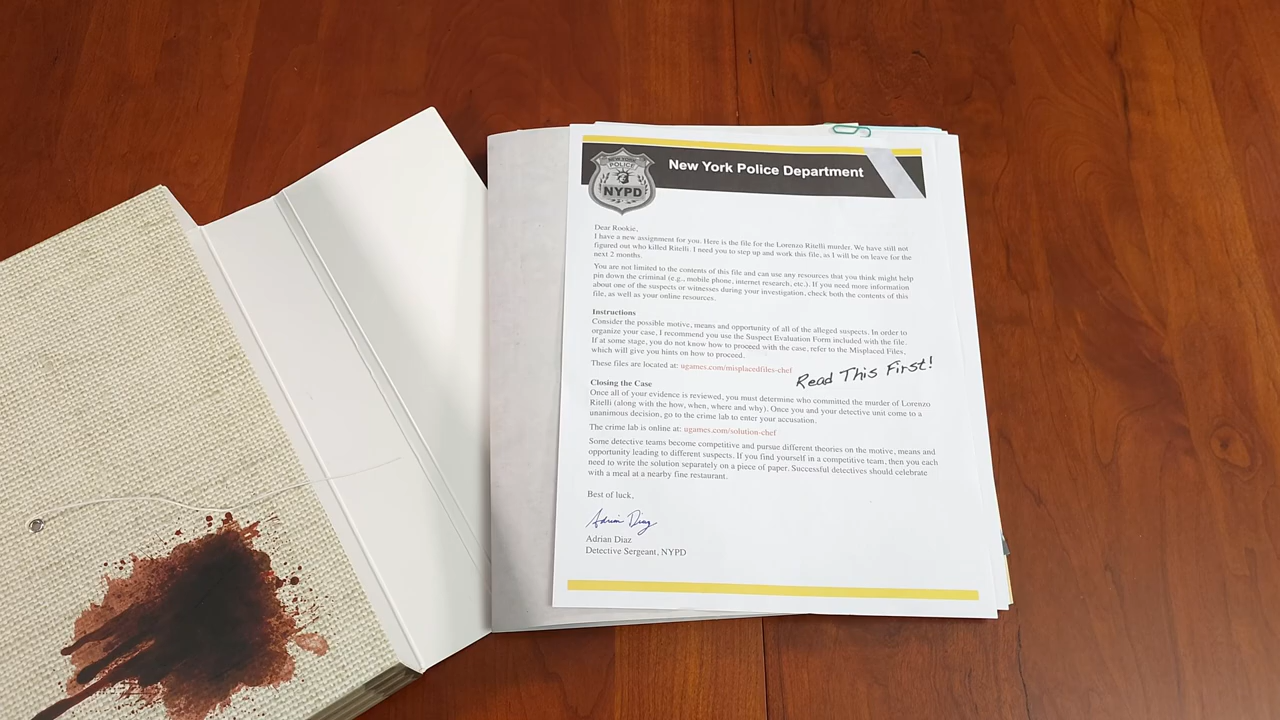 NEW YORK
POLICE
NYPD
New York Police Department
Dear Rookie,
I have a new assignment for you. Here is the file for the Lorenzo Ritelli murder. We have still not
figured out who killed Ritelli. I need you to step up and work this file, as I will be on leave for the
next 2 months.
You are not limited to the contents of this file and can use any resources that you think might help
pin down the criminal (e.g., mobile phone, internet research, etc.). If you need more information
about one of the suspects or witnesses during your investigation, check both the contents of this
file, as well as your online resources.
Instructions
Consider the possible motive, means and opportunity of all of the alleged suspects. In order to
organize your case, I recommend you use the Suspect Evaluation Form included with the file.
If at some stage, you do not know how to proceed with the case, refer to the Misplaced Files,
which will give you hints on how to proceed.
These files are located at: ugames.com/misplacedfiles-chef
Read This First!
Closing the Case
Once all of your evidence is reviewed, you must determine who committed the murder of Lorenzo
Ritelli (along with the how, when, where and why). Once you and your detective unit come to a
unanimous decision, go to the crime lab to enter your accusation.
The crime lab is online at: ugames.com/solution-chef
Some detective teams become competitive and pursue different theories on the motive, means and
opportunity leading to different suspects. If you find yourself in a competitive team, then you each
need to write the solution separately on a piece of paper. Successful detectives should celebrate
with a meal at a nearby fine restaurant.
Best of luck,
Adrian Diaz
Adrian Diaz
Detective Sergeant, NYPD